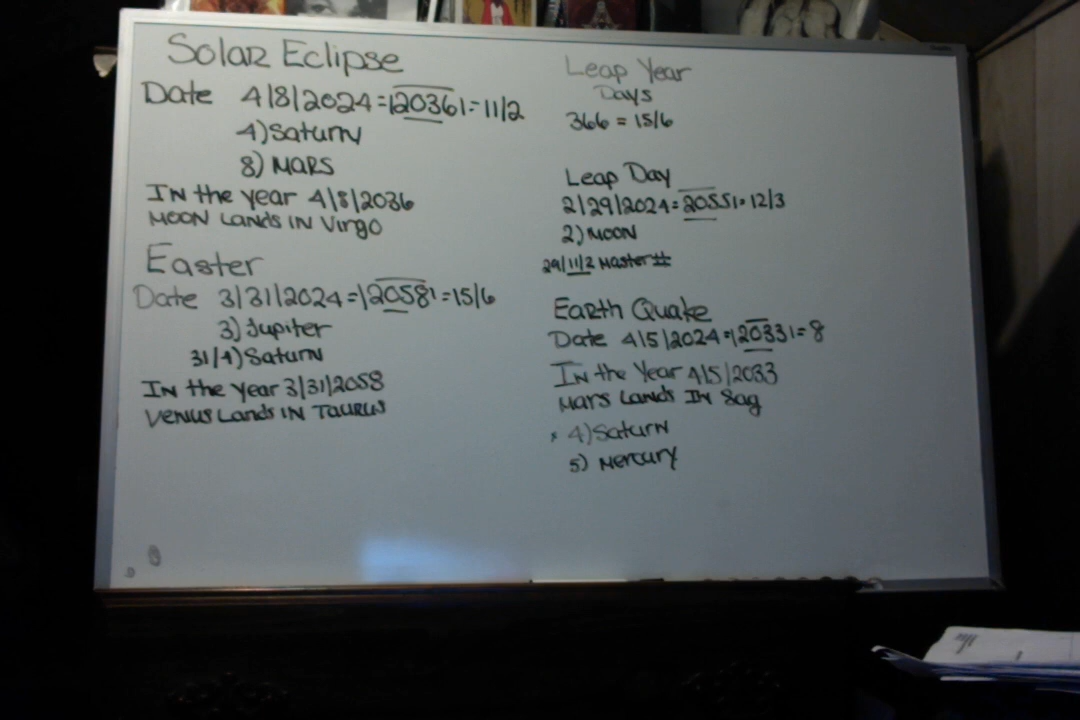 Solar Eclipse
Date 4/8/2024=|20361=11/2
4) Saturn
8) MARS
IN the year 4/8/2036
MOON LANDS IN Virgo
Easter
Date 3/31/2024=|20581=15/6
3) Jupiter
31/4) Saturn
IN the Year 3/31/2058
VENUS Lands IN TAURUS
Leap Year
Days
366 = 15/6
Leap Day
2/29/2024=20551=12/3
2) MOON
29/11/2 Master #
Earth Quake
Date 4/5/2024=|20331=8
IN the Year 4/5/2033
MARS LANDS IN Sag
4) Saturn
5) Mercury